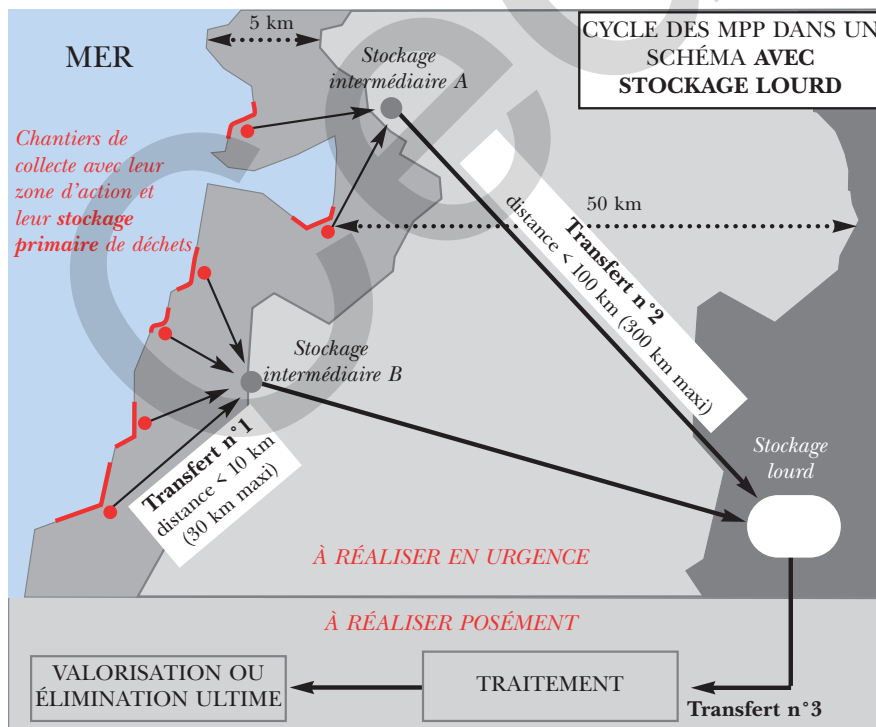 5 km
CYCLE DES MPP DANS UN
SCHÉMA AVEC
STOCKAGE LOURD
MER
Stockage
intermédiaire A
Chantiers de
collecte avec leur
zone d'action et
leur stockage
primaire de déchets
50 km
Transfert n°2
distance < 100 km (300 km maxi)
Stockage
intermédiaire B
Transfert n°1
distance < 10 km
(30 km maxi)
Stockage
lourd
À RÉALISER EN URGENCE
À RÉALISER POSÉMENT
VALORISATION OU
ÉLIMINATION ULTIME
TRAITEMENT
Transfert n°3